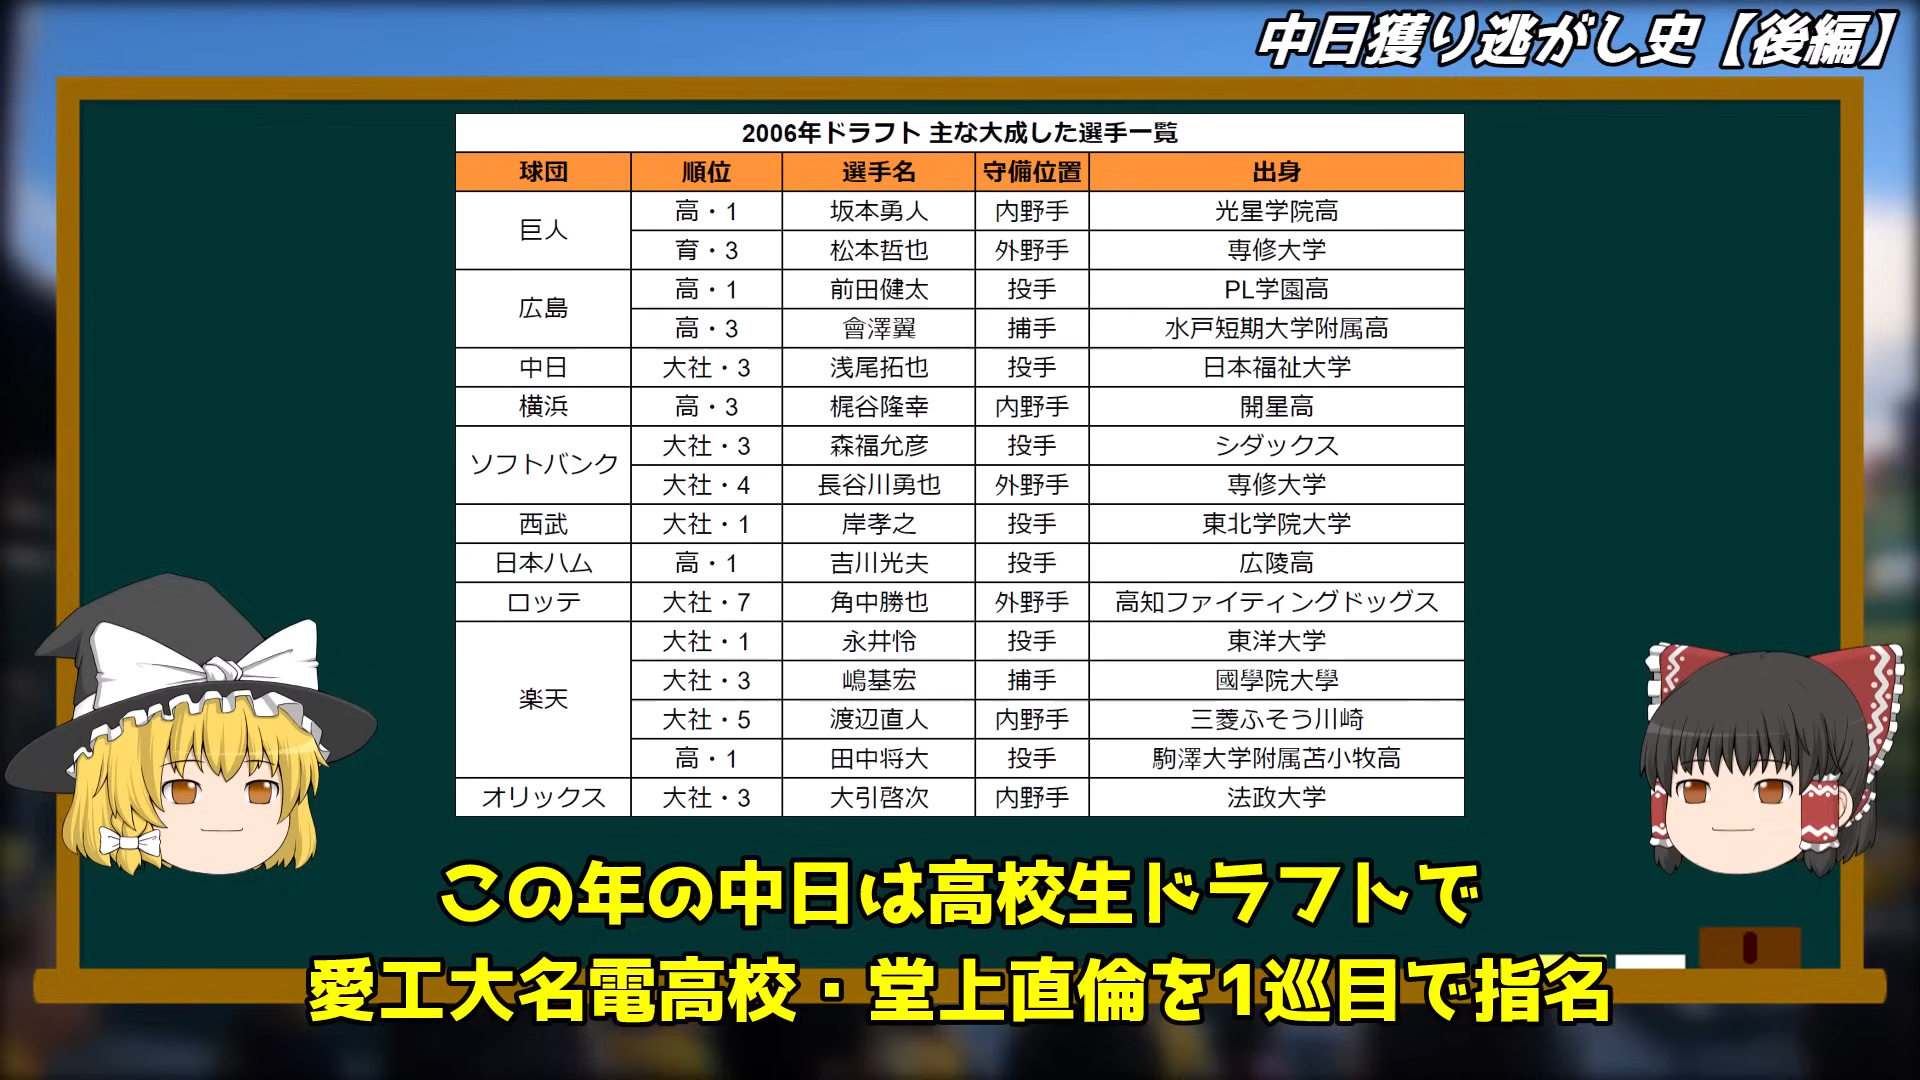 中日獲り逃がし史【後編】
2006年ドラフト 主な大成した選手一覧
球団 順位 選手名 守備位置 出身
巨人 高・1 坂本勇人 内野手 光星学院高
育・3 松本哲也 外野手 専修大学
広島 高・1 前田健太 投手 PL学園高
高・3 會澤翼 捕手 水戸短期大学附属高
中日 大社・3 浅尾拓也 投手 日本福祉大学
横浜 高・3 梶谷隆幸 内野手 開星高
ソフトバンク 大社・3 森福允彦 投手 シダックス
大社・4 長谷川勇也 外野手 専修大学
西武 大社・1 岸孝之 投手 東北学院大学
日本ハム 高・1 吉川光夫 投手 広陵高
ロッテ 大社・7 角中勝也 外野手 高知ファイティングドッグス
楽天 大社・1 永井怜 投手 東洋大学
大社・3 嶋基宏 捕手 國學院大學
大社・5 渡辺直人 内野手 三菱ふそう川崎
高・1 田中将大 投手 駒澤大学附属苫小牧高
オリックス 大社・3 大引啓次 内野手 法政大学
この年の中日は高校生ドラフトで
愛工大名電高校・堂上直倫を1巡目で指名